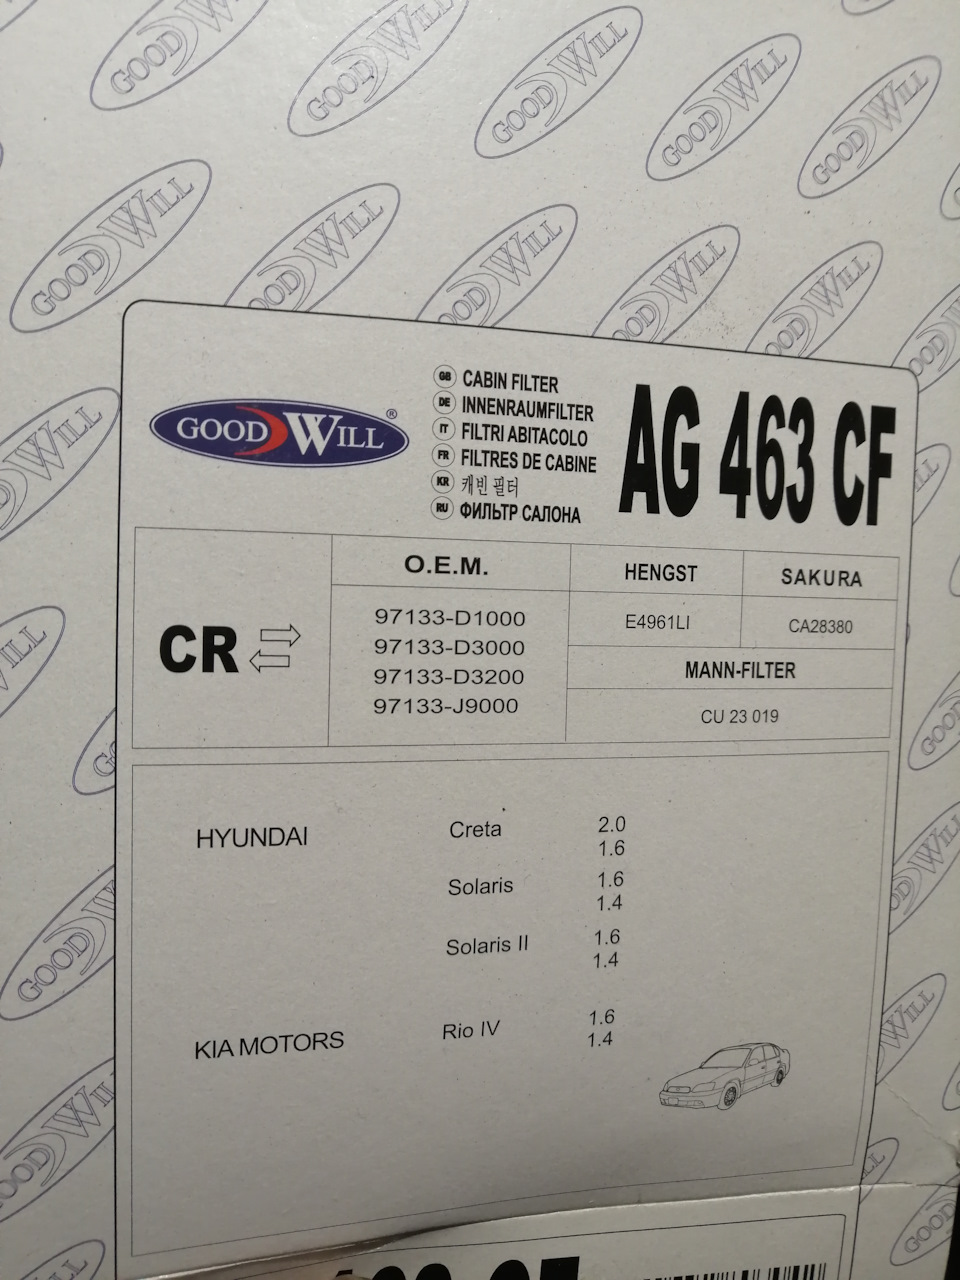 GOOD WILL ®
GB CABIN FILTER
DE INNENRAUMFILTER
IT FILTRI ABITACOLO
FR FILTRES DE CABINE
KR 캐빈 필터
RU ФИЛЬТР САЛОНА
AG 463 CF
CR
O.E.M.
97133-D1000
97133-D3000
97133-D3200
97133-J9000
HENGST
E4961LI
SAKURA
CA28380
MANN-FILTER
CU 23 019
HYUNDAI
Creta 2.0
1.6
Solaris 1.6
1.4
Solaris II 1.6
1.4
KIA MOTORS Rio IV 1.6
1.4